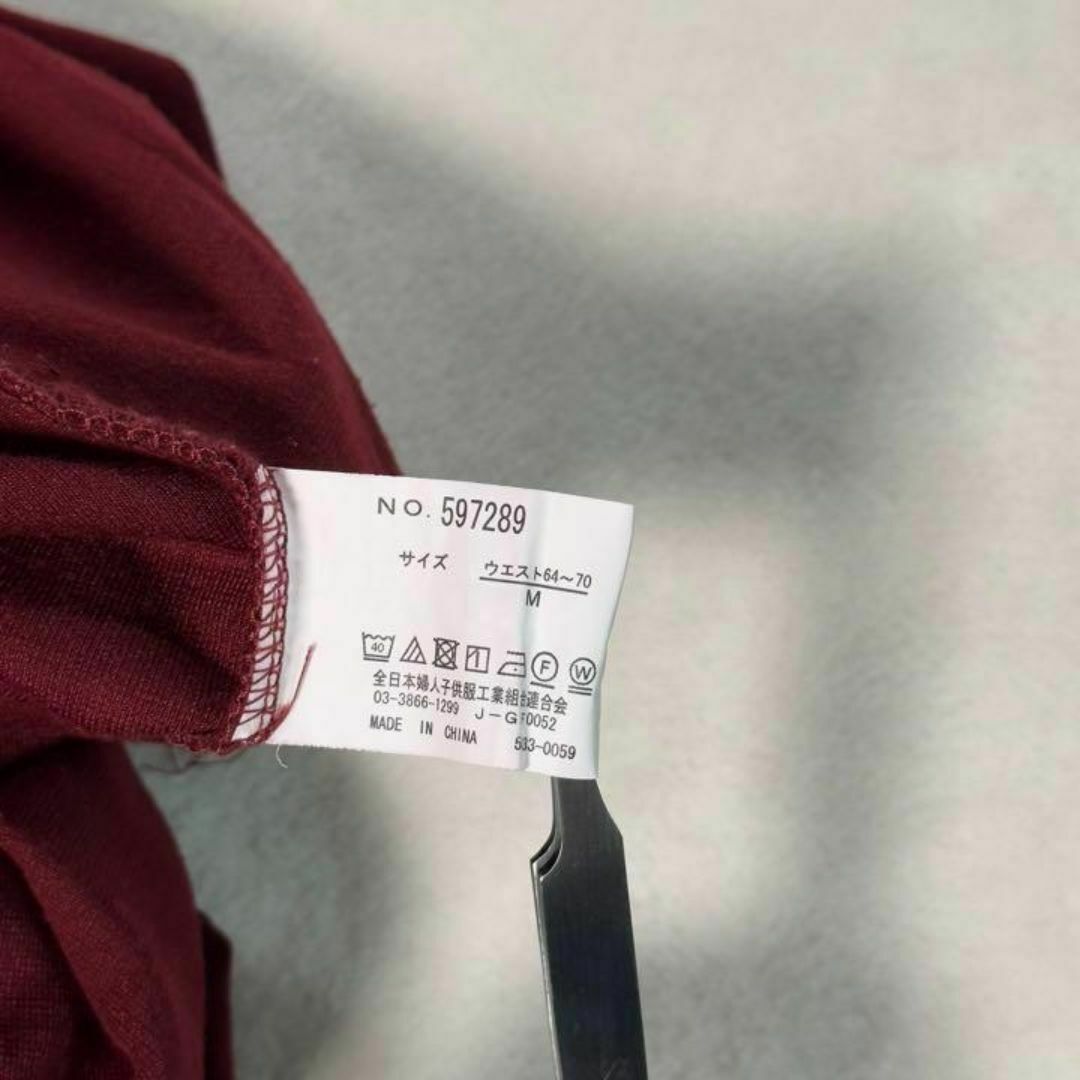 NO. 597289
サイズ ウエスト64～70
M
40 F W
全日本婦人子供服工業組合連合会
03-3866-1299 J-GF0052
MADE IN CHINA 533-0059